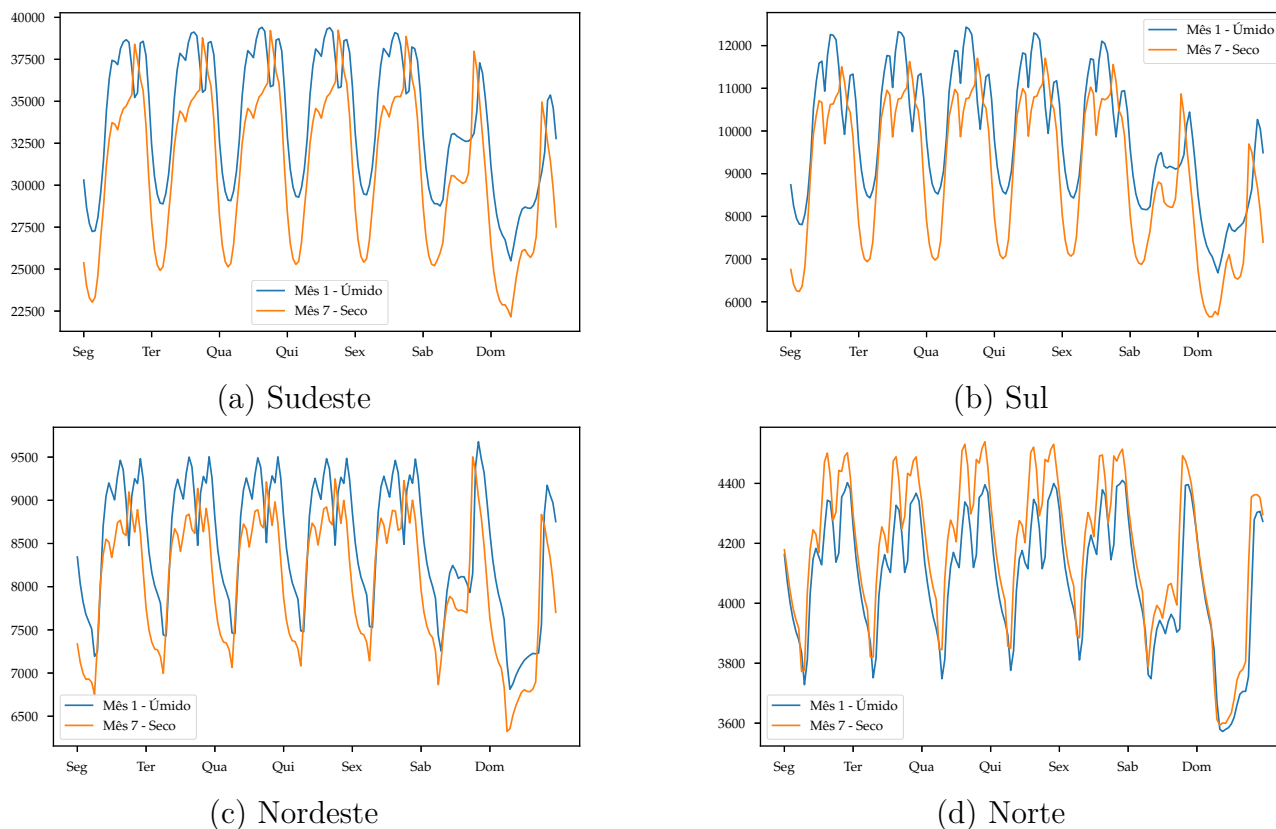 40000
37500
35000
32500
30000
27500
25000
22500
Mês 1 - Úmido
Mês 7 - Seco
Seg Ter Qua Qui Sex Sab Dom
(a) Sudeste
12000
11000
10000
9000
8000
7000
6000
Mês 1 - Úmido
Mês 7 - Seco
Seg Ter Qua Qui Sex Sab Dom
(b) Sul
9500
9000
8500
8000
7500
7000
6500
Mês 1 - Úmido
Mês 7 - Seco
Seg Ter Qua Qui Sex Sab Dom
(c) Nordeste
4400
4200
4000
3800
3600
Mês 1 - Úmido
Mês 7 - Seco
Seg Ter Qua Qui Sex Sab Dom
(d) Norte